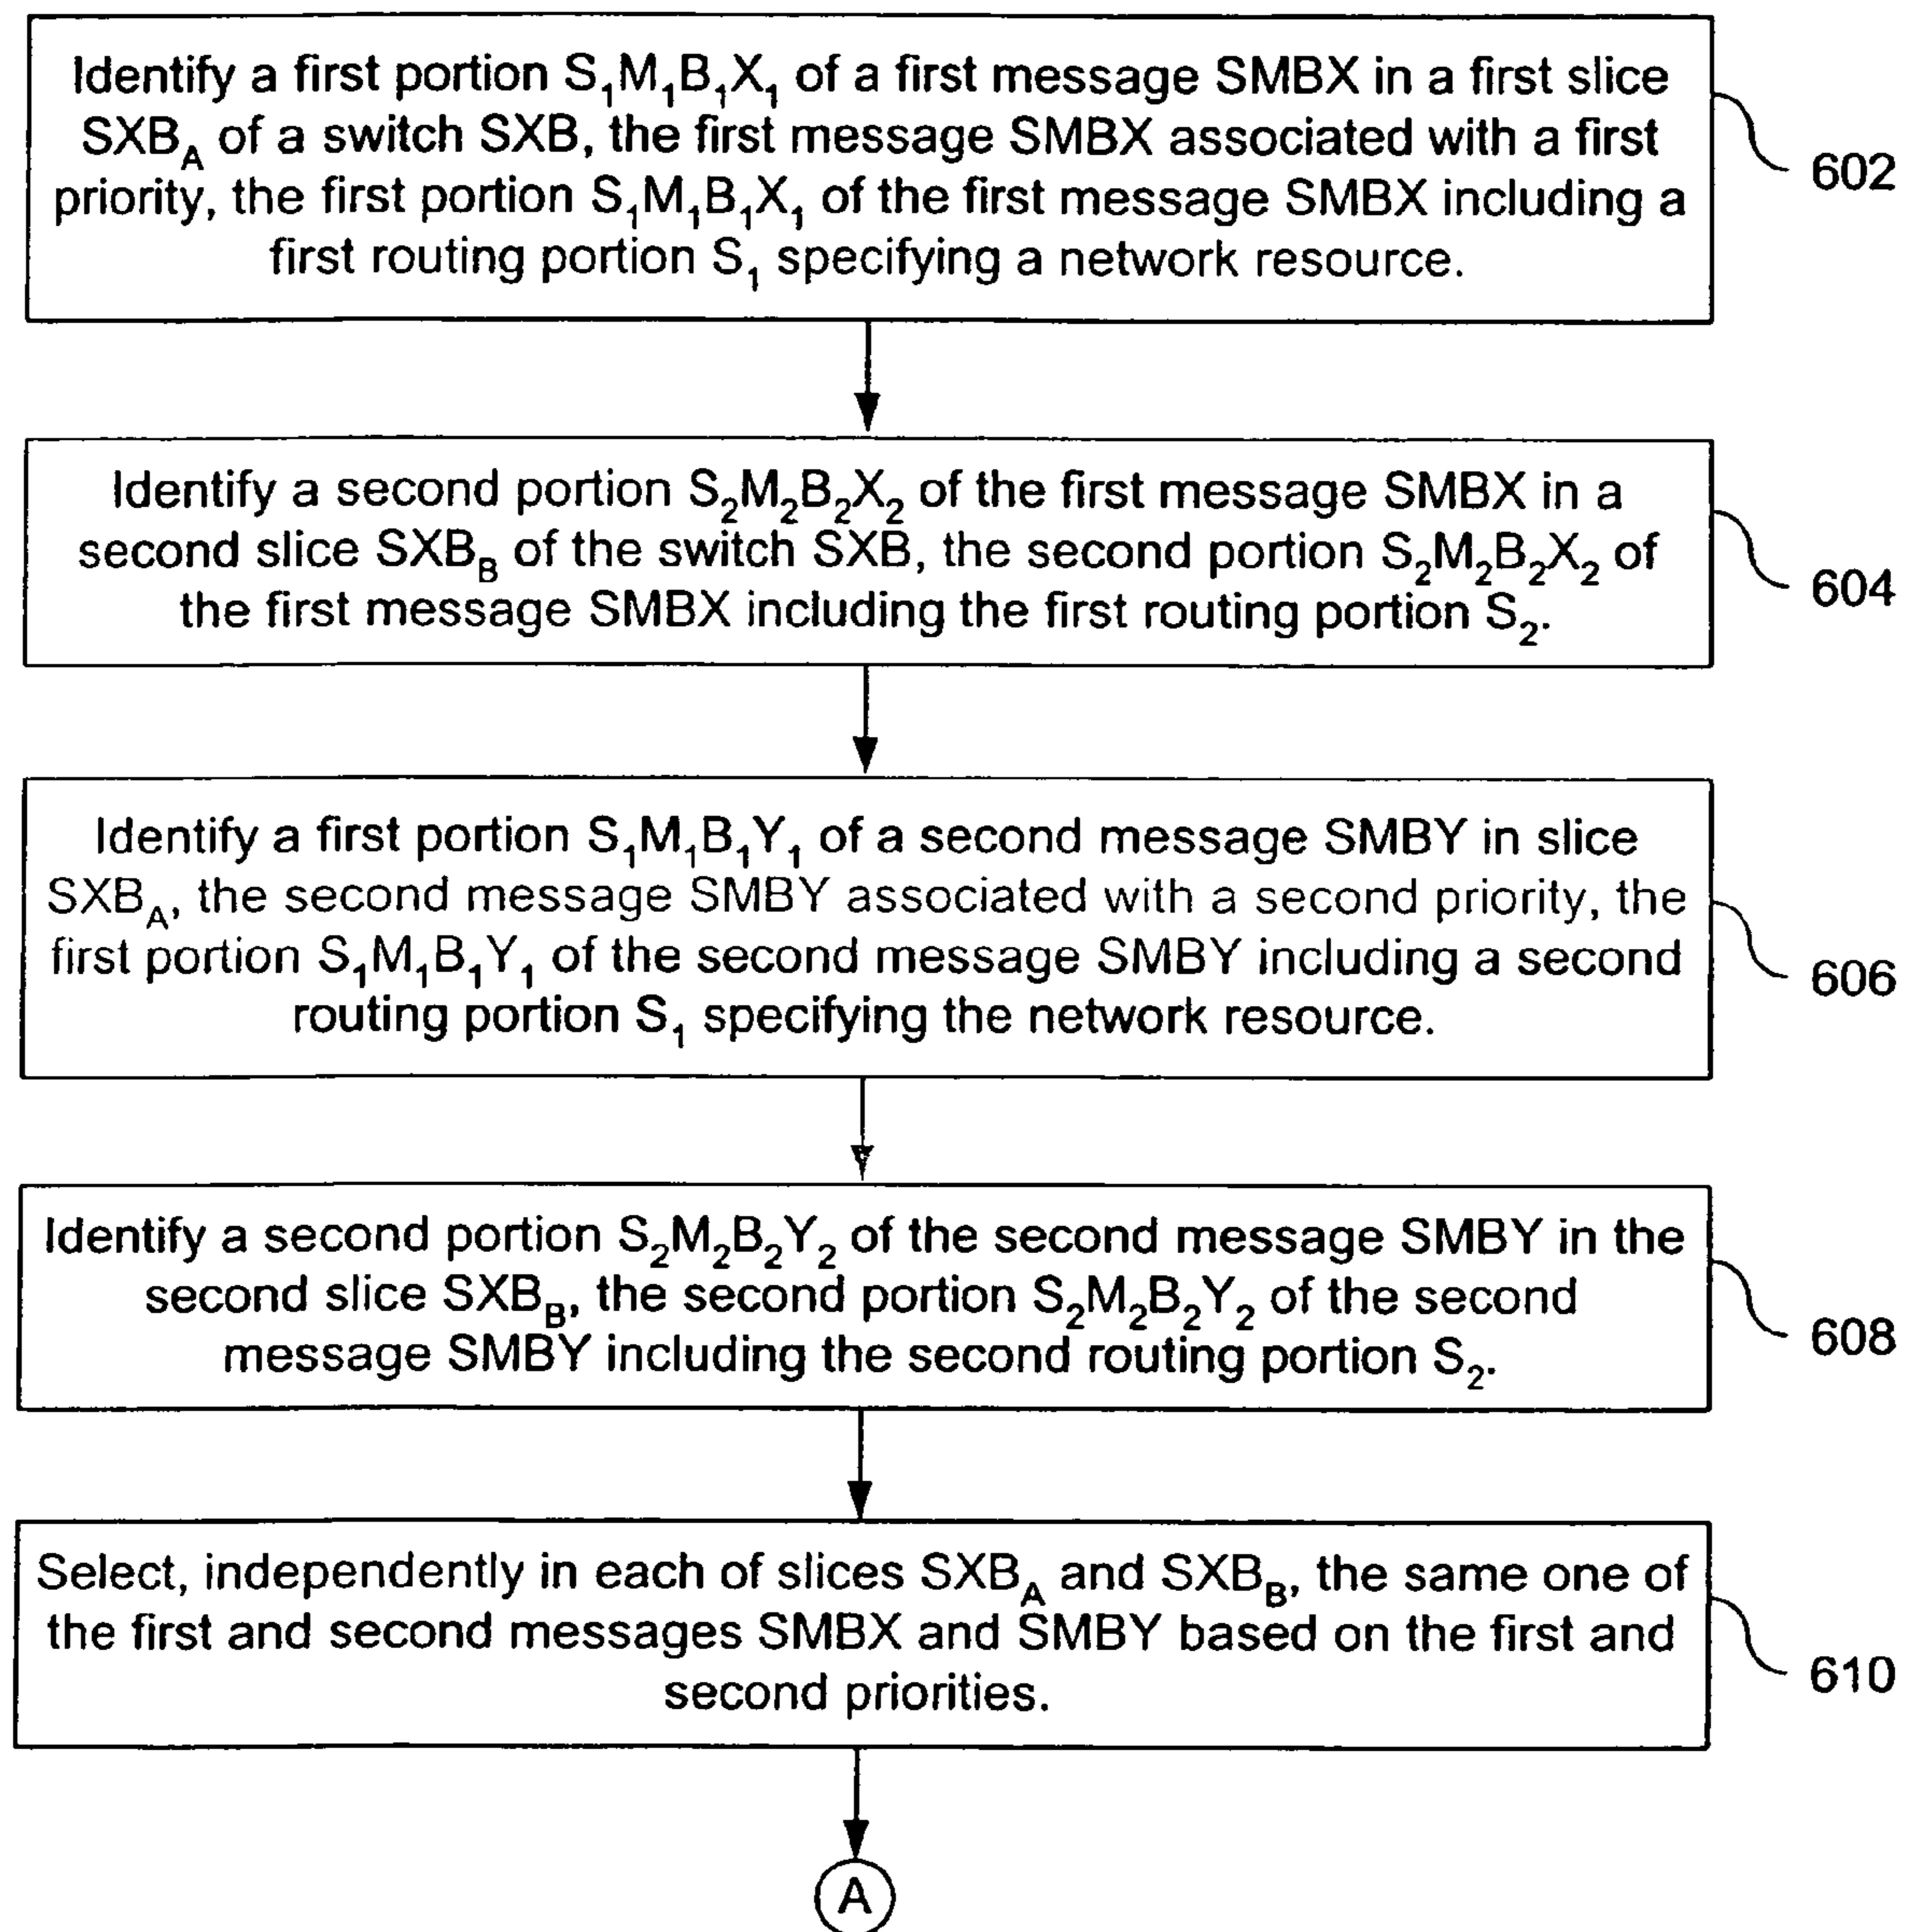 Identify a first portion S₁M₁B₁X₁ of a first message SMBX in a first slice
SXB_A of a switch SXB, the first message SMBX associated with a first
priority, the first portion S₁M₁B₁X₁ of the first message SMBX including a
first routing portion S₁ specifying a network resource.
602
Identify a second portion S₂M₂B₂X₂ of the first message SMBX in a
second slice SXB_B of the switch SXB, the second portion S₂M₂B₂X₂ of
the first message SMBX including the first routing portion S₂.
604
Identify a first portion S₁M₁B₁Y₁ of a second message SMBY in slice
SXB_A, the second message SMBY associated with a second priority, the
first portion S₁M₁B₁Y₁ of the second message SMBY including a second
routing portion S₁ specifying the network resource.
606
Identify a second portion S₂M₂B₂Y₂ of the second message SMBY in the
second slice SXB_B, the second portion S₂M₂B₂Y₂ of the second
message SMBY including the second routing portion S₂.
608
Select, independently in each of slices SXB_A and SXB_B, the same one of
the first and second messages SMBX and SMBY based on the first and
second priorities.
610
A